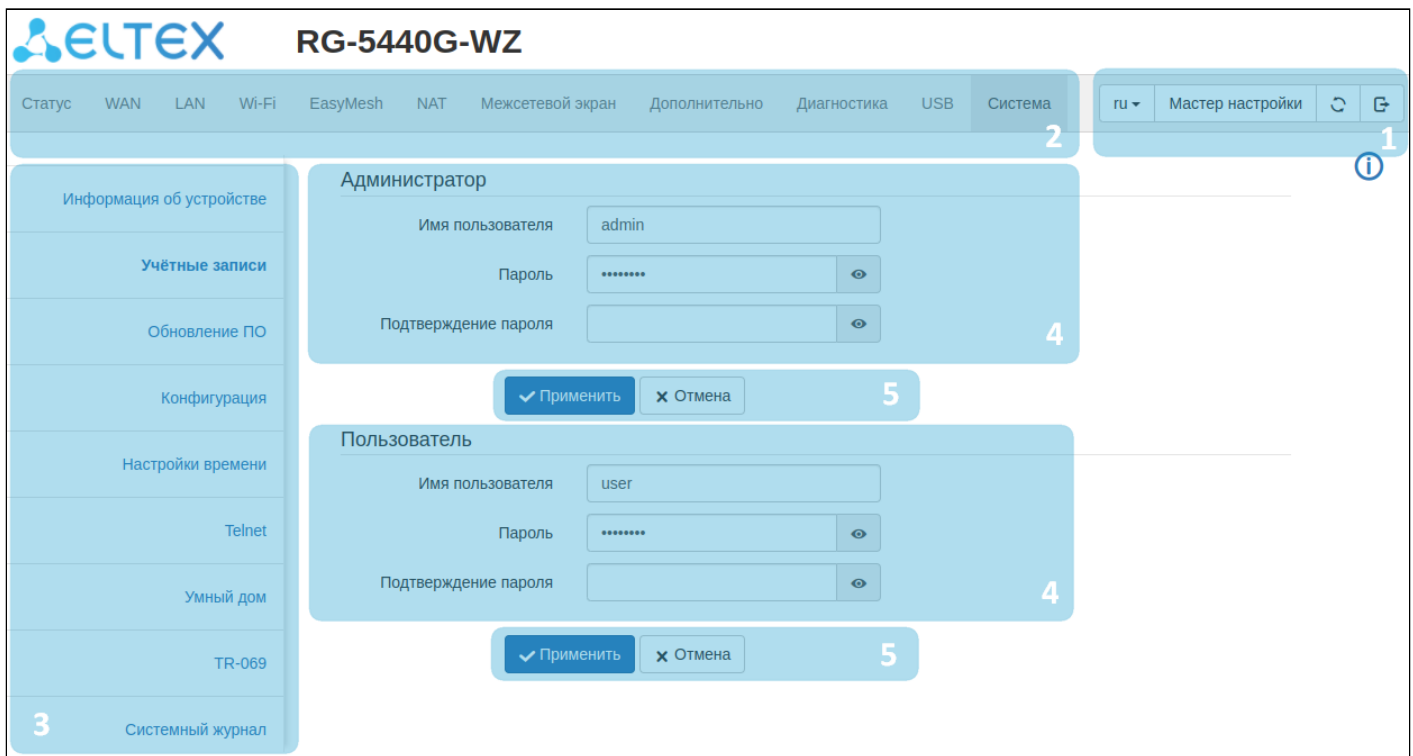 ELTEX RG-5440G-WZ
Статус WAN LAN Wi-Fi EasyMesh NAT Межсетевой экран Дополнительно Диагностика USB Система ru Мастер настройки
2 1
Информация об устройстве
Учётные записи
Обновление ПО
Конфигурация
Настройки времени
Telnet
Умный дом
TR-069
Системный журнал
3
Администратор
Имя пользователя admin
Пароль ••••••••
Подтверждение пароля
4
Применить Отмена 5
Пользователь
Имя пользователя user
Пароль ••••••••
Подтверждение пароля
4
Применить Отмена 5